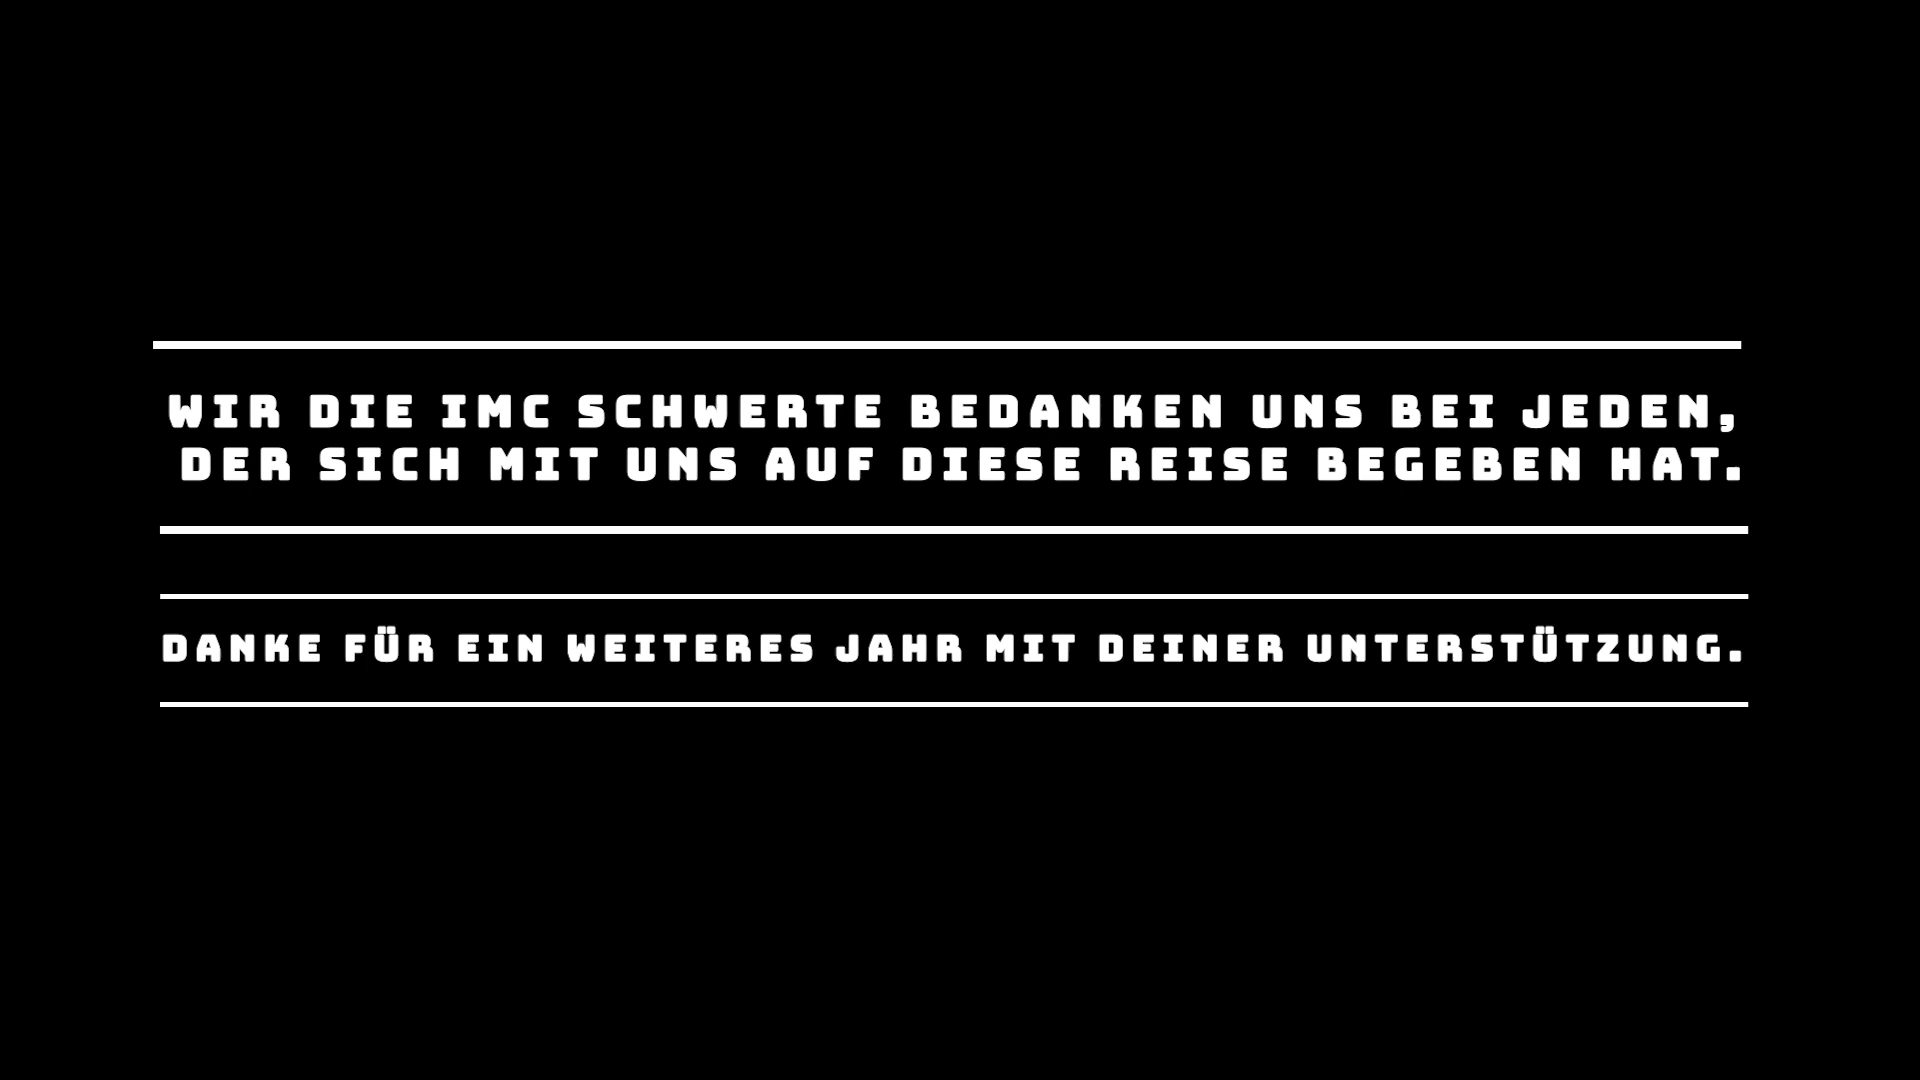 WIR DIE IMC SCHWERTE BEDANKEN UNS BEI JEDEN,
DER SICH MIT UNS AUF DIESE REISE BEGEBEN HAT.
DANKE FÜR EIN WEITERES JAHR MIT DEINER UNTERSTÜTZUNG.